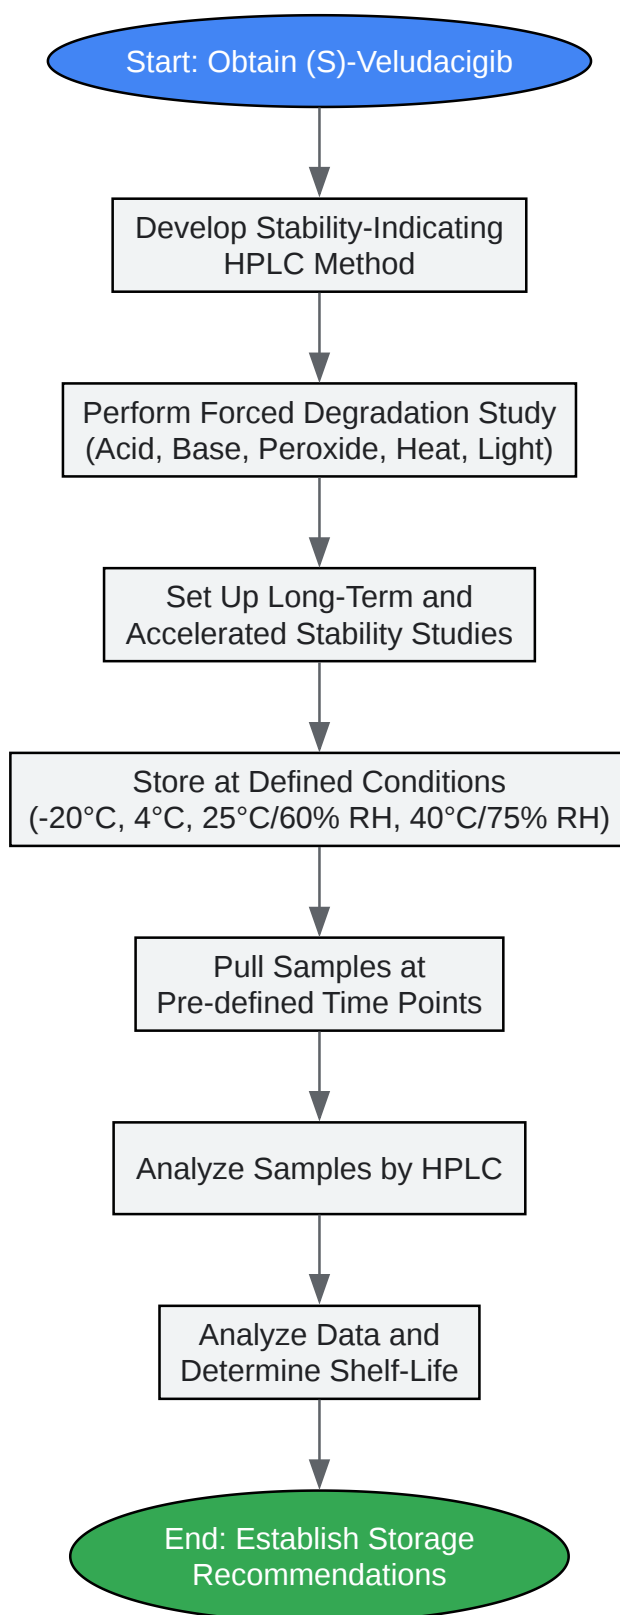 Start: Obtain (S)-Veludacigib
Develop Stability-Indicating
HPLC Method
Perform Forced Degradation Study
(Acid, Base, Peroxide, Heat, Light)
Set Up Long-Term and
Accelerated Stability Studies
Store at Defined Conditions
(-20°C, 4°C, 25°C/60% RH, 40°C/75% RH)
Pull Samples at
Pre-defined Time Points
Analyze Samples by HPLC
Analyze Data and
Determine Shelf-Life
End: Establish Storage
Recommendations